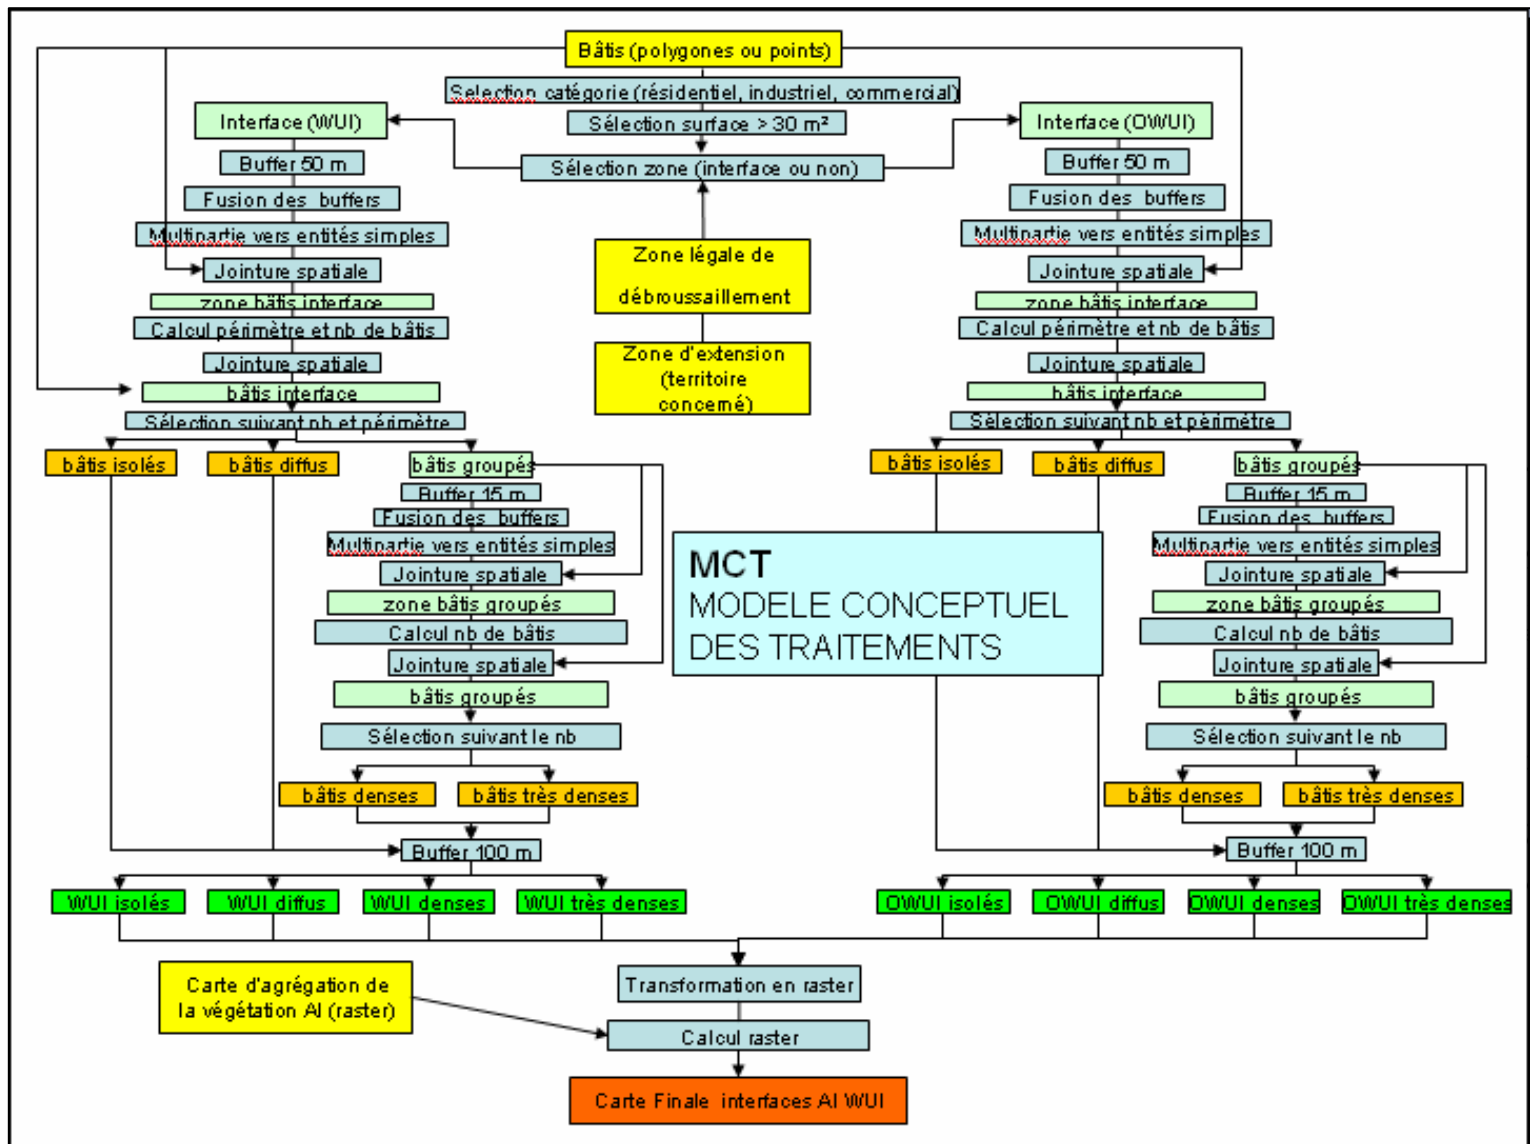 Bâtis (polygones ou points)
Selection catégorie (résidentiel, industriel, commercial)
Sélection surface > 30 m²
Sélection zone (interface ou non)
Zone légale de
débroussaillement
Zone d'extension
(territoire
concerné)
Interface (WUI)
Buffer 50 m
Fusion des buffers
Multipartie vers entités simples
Jointure spatiale
zone bâtis interface
Calcul périmètre et nb de bâtis
Jointure spatiale
bâtis interface
Sélection suivant nb et périmètre
bâtis isolés
bâtis diffus
bâtis groupés
Buffer 15 m
Fusion des buffers
Multipartie vers entités simples
Jointure spatiale
zone bâtis groupés
Calcul nb de bâtis
Jointure spatiale
bâtis groupés
Sélection suivant le nb
bâtis denses
bâtis très denses
Buffer 100 m
WUI isolés
WUI diffus
WUI denses
WUI très denses
MCT
MODELE CONCEPTUEL
DES TRAITEMENTS
Interface (OWUI)
Buffer 50 m
Fusion des buffers
Multipartie vers entités simples
Jointure spatiale
zone bâtis interface
Calcul périmètre et nb de bâtis
Jointure spatiale
bâtis interface
Sélection suivant nb et périmétre
bâtis isolés
bâtis diffus
bâtis groupés
Buffer 15 m
Fusion des buffers
Multipartie vers entités simples
Jointure spatiale
zone bâtis groupés
Calcul nb de bâtis
Jointure spatiale
bâtis groupés
Sélection suivant le nb
bâtis denses
bâtis très denses
Buffer 100 m
OWUI isolés
OWUI diffus
OWUI denses
OWUI très denses
Carte d'agrégation de
la végétation AI (raster)
Transformation en raster
Calcul raster
Carte Finale interfaces AI WUI